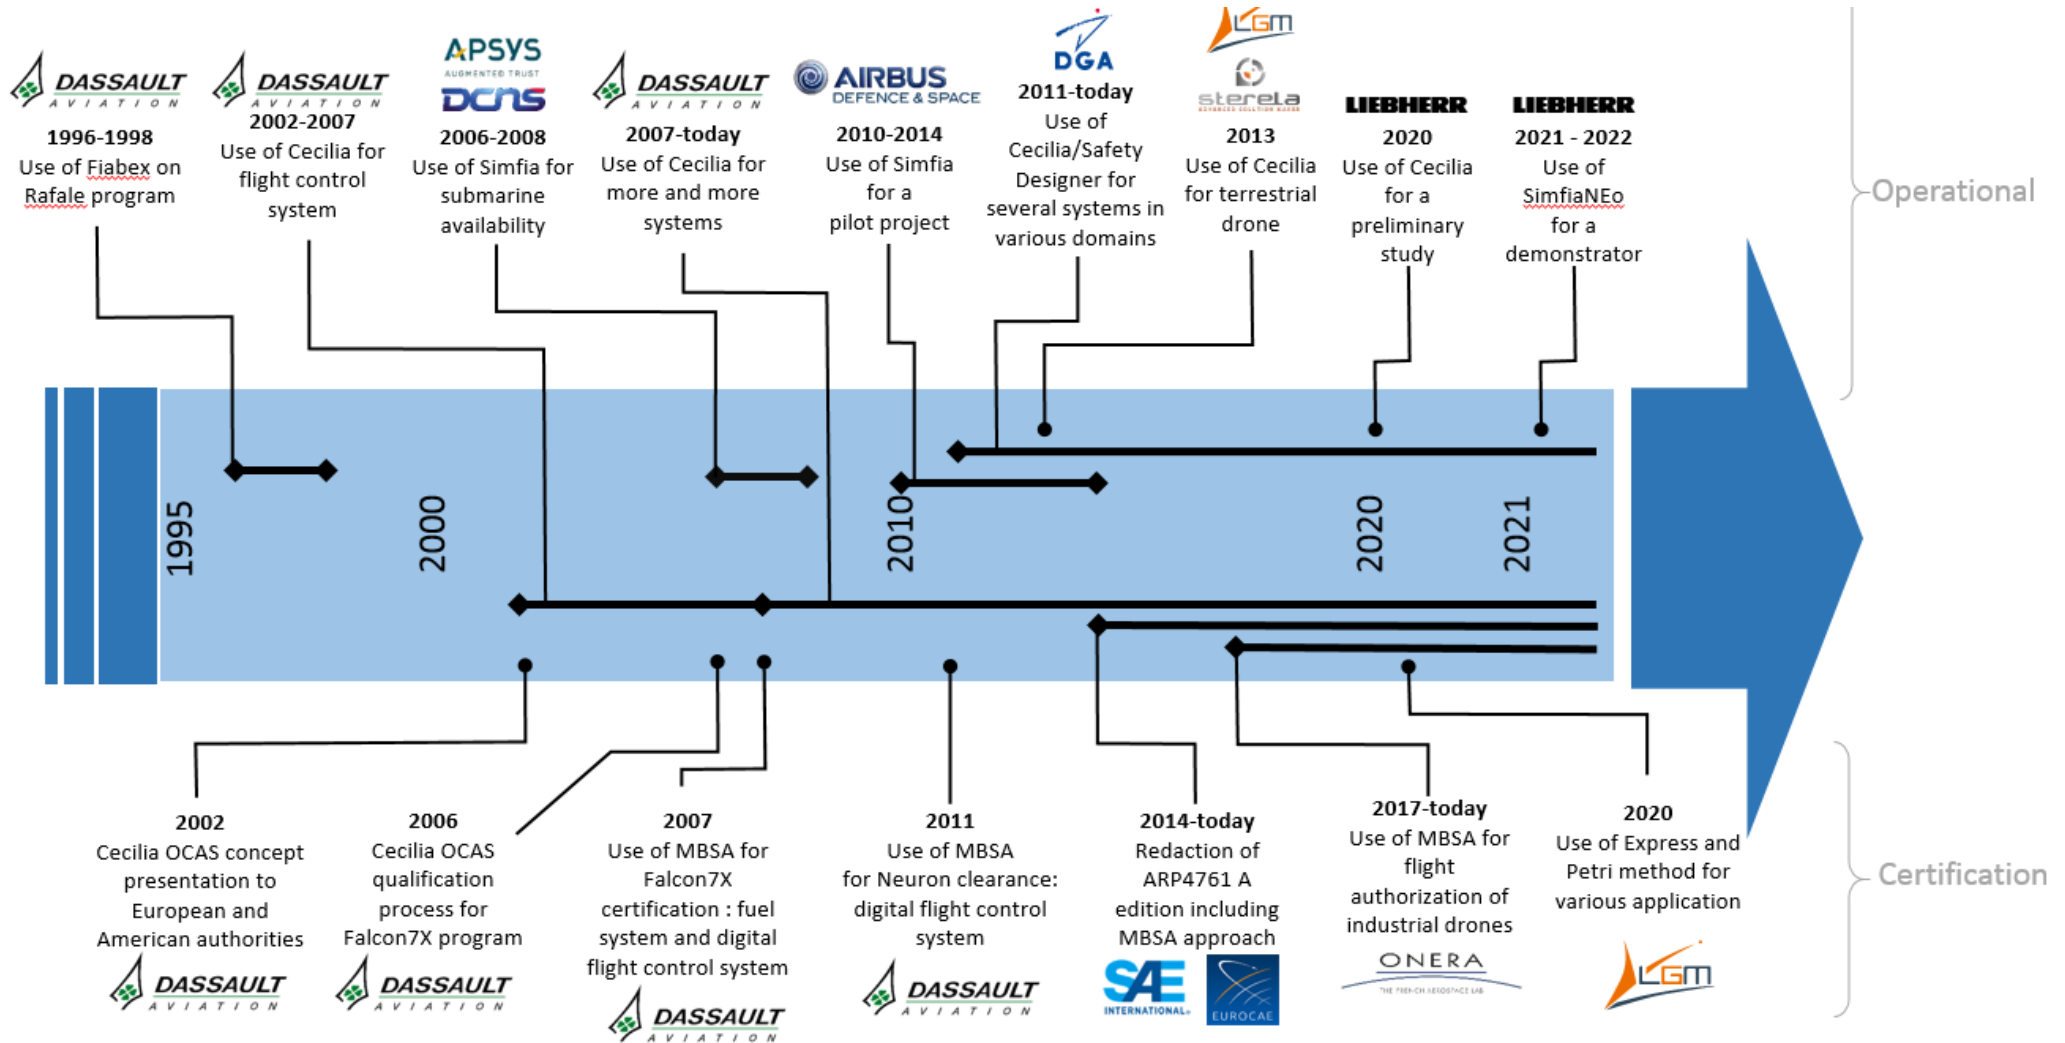 DASSAULT
AVIATION
1996-1998
Use of Fiabex on
Rafale program
DASSAULT
AVIATION
2002-2007
Use of Cecilia for
flight control
system
APSYS
AUGMENTED TRUST
DCNS
2006-2008
Use of Simfia for
submarine
availability
DASSAULT
AVIATION
2007-today
Use of Cecilia for
more and more
systems
AIRBUS
DEFENCE & SPACE
2010-2014
Use of Simfia
for a
pilot project
DGA
2011-today
Use of
Cecilia/Safety
Designer for
several systems in
various domains
LGM
sterela
ADVANCED SOLUTION MAKER
2013
Use of Cecilia
for terrestrial
drone
LIEBHERR
2020
Use of Cecilia
for a
preliminary
study
LIEBHERR
2021 - 2022
Use of
SimfiaNEo
for a
demonstrator
Operational
1995
2000
2010
2020
2021
2002
Cecilia OCAS concept
presentation to
European and
American authorities
DASSAULT
AVIATION
2006
Cecilia OCAS
qualification
process for
Falcon7X program
DASSAULT
AVIATION
2007
Use of MBSA for
Falcon7X
certification : fuel
system and digital
flight control system
DASSAULT
AVIATION
2011
Use of MBSA
for Neuron clearance:
digital flight control
system
DASSAULT
AVIATION
2014-today
Redaction of
ARP4761 A
edition including
MBSA approach
SAE
INTERNATIONAL
EUROCAE
2017-today
Use of MBSA for
flight
authorization of
industrial drones
ONERA
THE FRENCH AEROSPACE LAB
2020
Use of Express and
Petri method for
various application
LGM
Certification